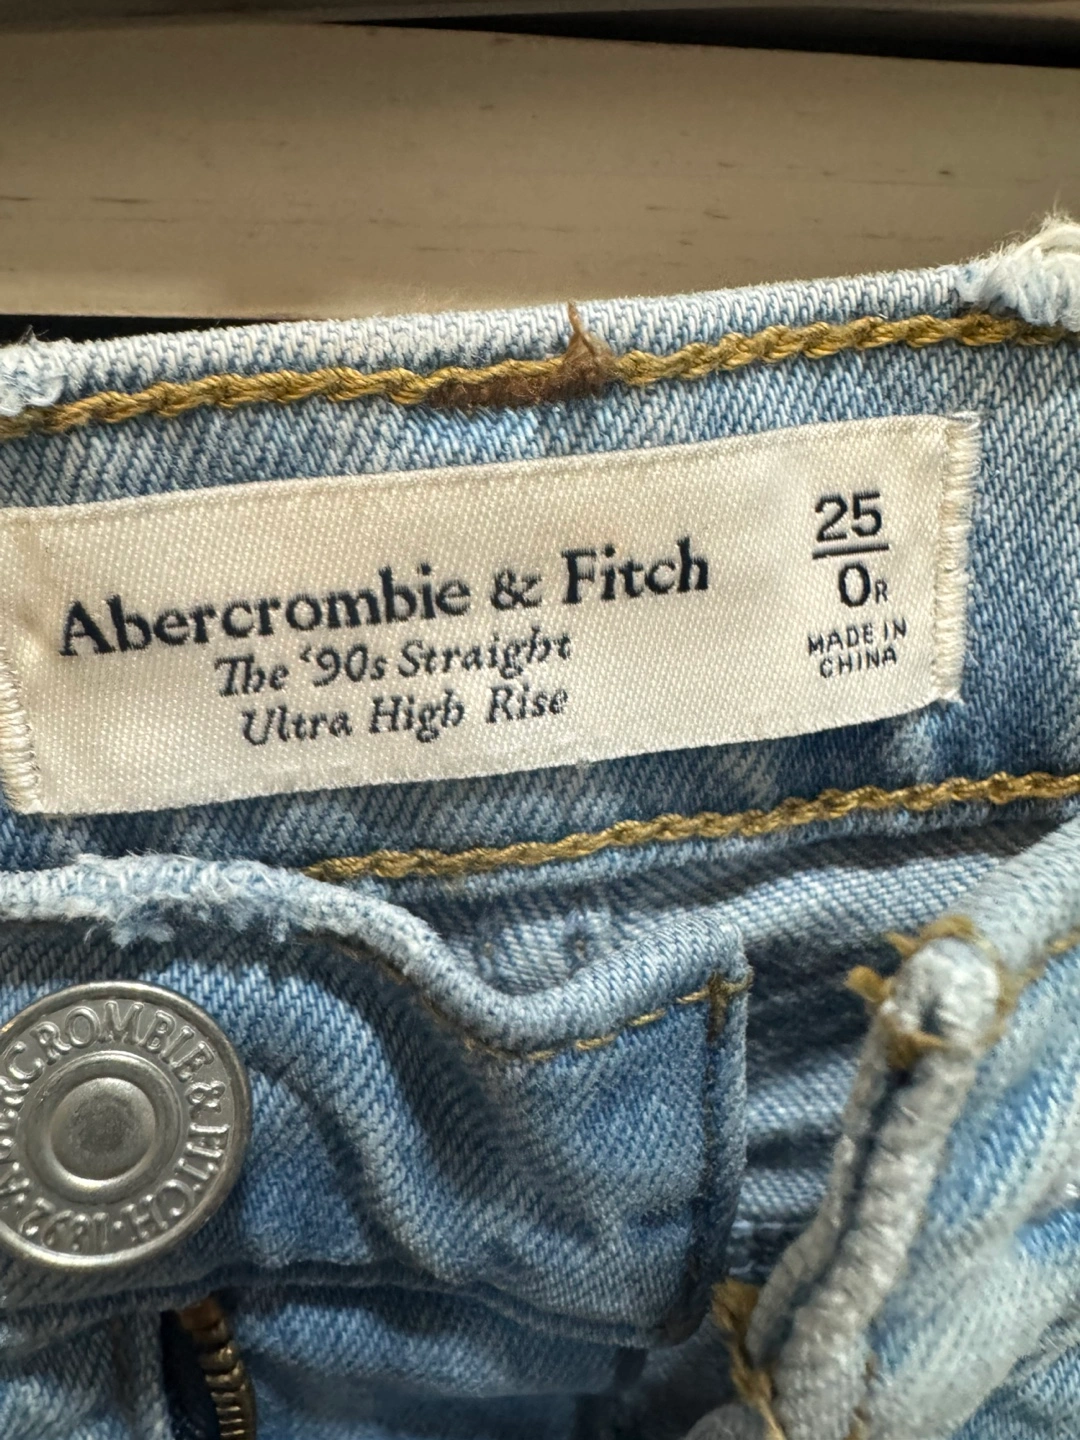 Abercrombie & Fitch
The ‘90s Straight
Ultra High Rise
25
0R
MADE IN
CHINA
ABERCROMBIE & FITCH · 1892 ·